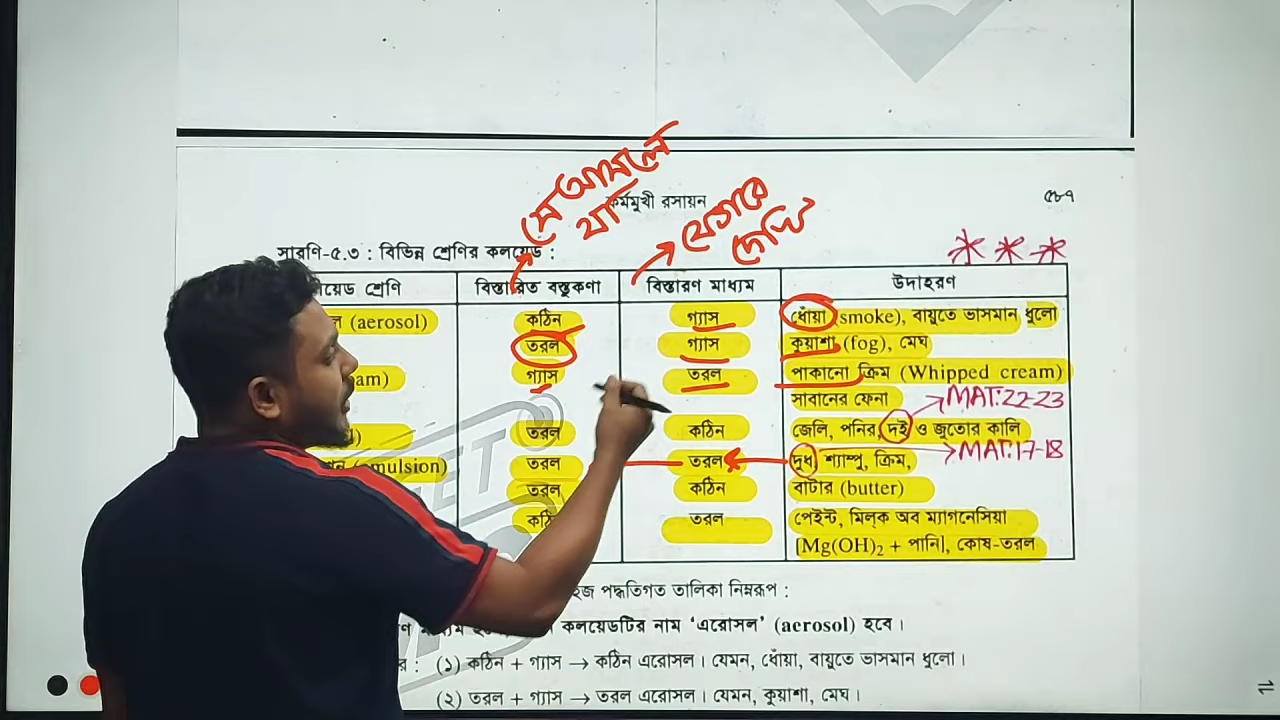 সে আসলে
যা
যেভাবে
দেখি
কর্মমুখী রসায়ন ৫৮৭
সারণি-৫.৩ : বিভিন্ন শ্রেণির কলয়েড :
শ্রেণি বিস্তারিত বস্তুকণা বিস্তারণ মাধ্যম উদাহরণ
(aerosol) কঠিন গ্যাস ধোঁয়া (smoke), বায়ুতে ভাসমান ধুলো
তরল গ্যাস কুয়াশা (fog), মেঘ
গ্যাস তরল পাকানো ক্রিম (Whipped cream)
সাবানের ফেনা MAT:22-23
তরল কঠিন জেলি, পনির, দই ও জুতোর কালি
তরল তরল দুধ শ্যাম্পু, ক্রিম, MAT:17-18
তরল কঠিন বাটার (butter)
তরল পেইন্ট, মিল্ক অব ম্যাগনেসিয়া
[Mg(OH)₂ + পানি], কোষ-তরল
পদ্ধতিগত তালিকা নিম্নরূপ :
কলয়েডটির নাম ‘এরোসল’ (aerosol) হবে।
(১) কঠিন + গ্যাস → কঠিন এরোসল। যেমন, ধোঁয়া, বায়ুতে ভাসমান ধুলো।
(২) তরল + গ্যাস → তরল এরোসল। যেমন, কুয়াশা, মেঘ।